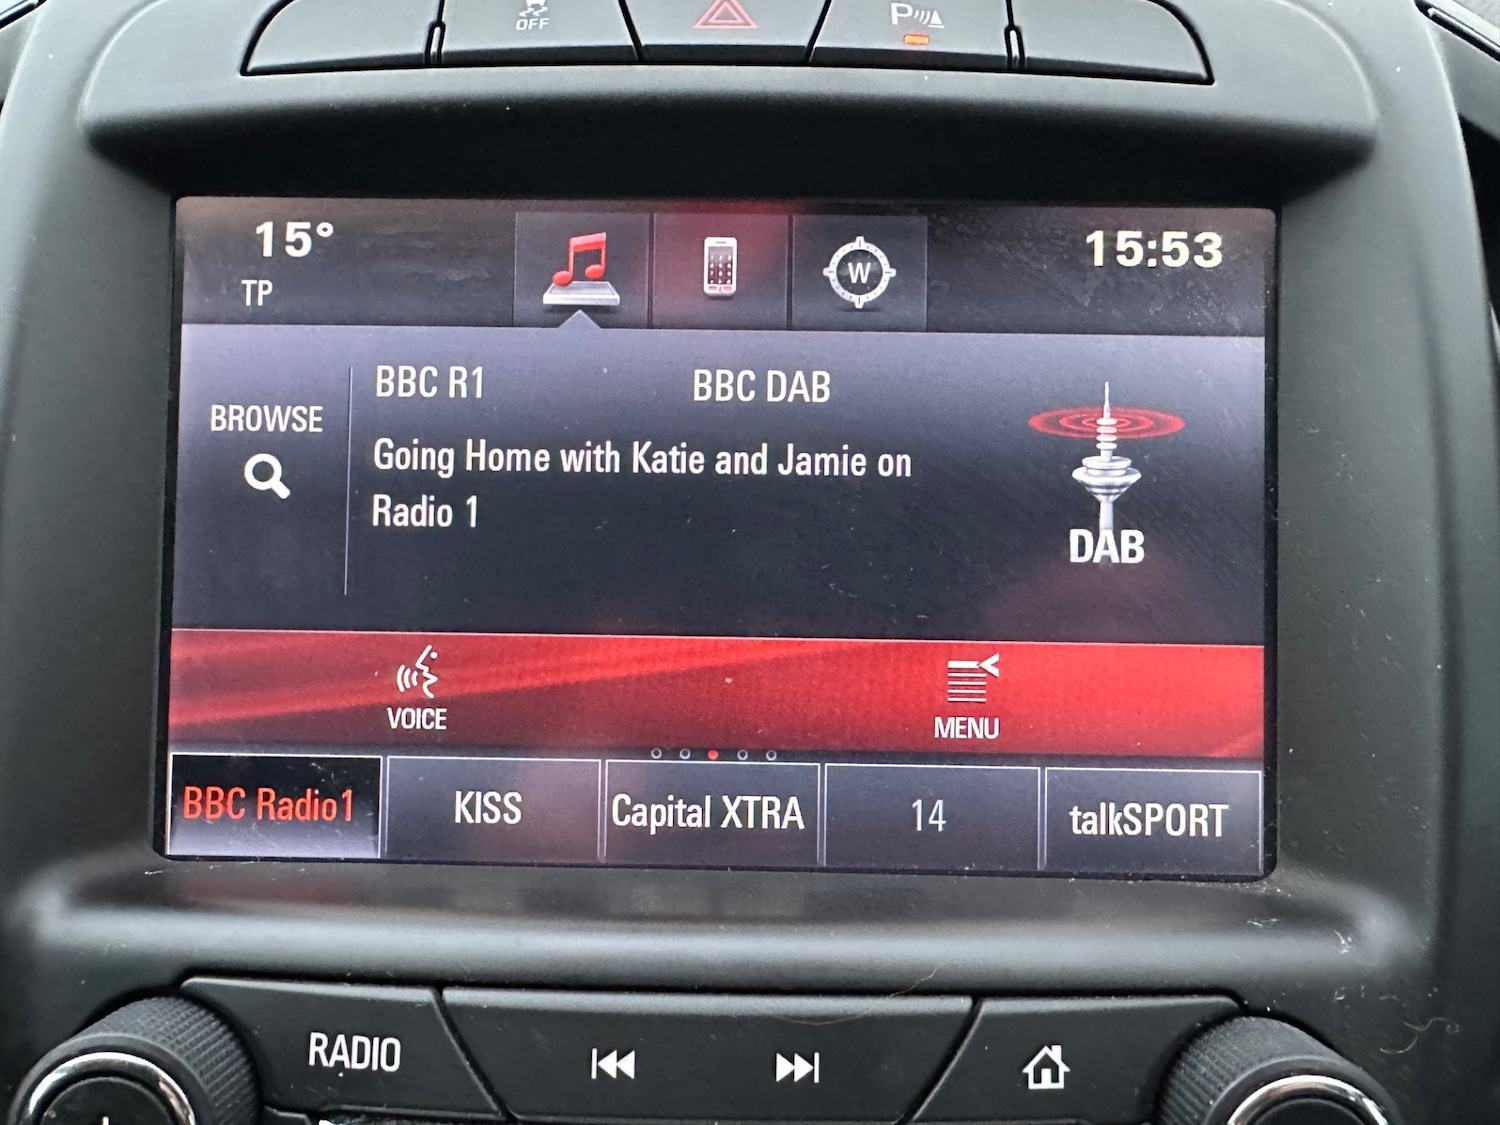 OFF
P
15° 15:53
TP
W
BBC R1 BBC DAB
BROWSE
Going Home with Katie and Jamie on
Radio 1
DAB
VOICE MENU
BBC Radio1 KISS Capital XTRA 14 talkSPORT
RADIO